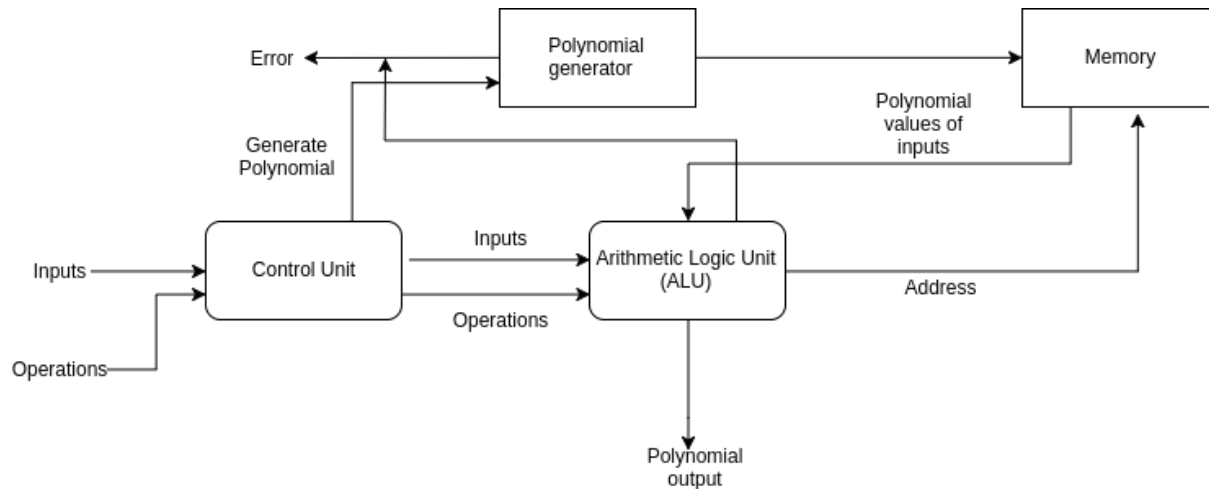 Error
Polynomial
generator
Memory
Generate
Polynomial
Polynomial
values of
inputs
Inputs
Control Unit
Inputs
Arithmetic Logic Unit
(ALU)
Address
Operations
Operations
Polynomial
output